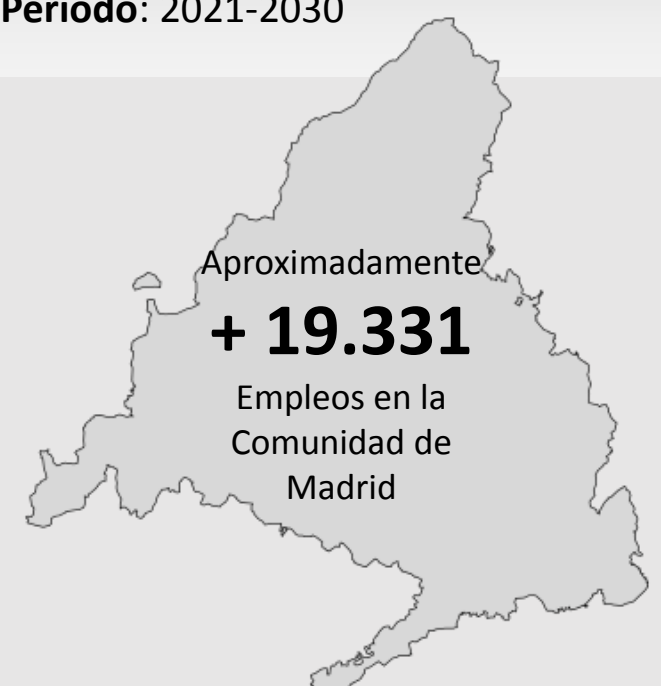 Período: 2021-2030
Aproximadamente
+ 19.331
Empleos en la
Comunidad de
Madrid